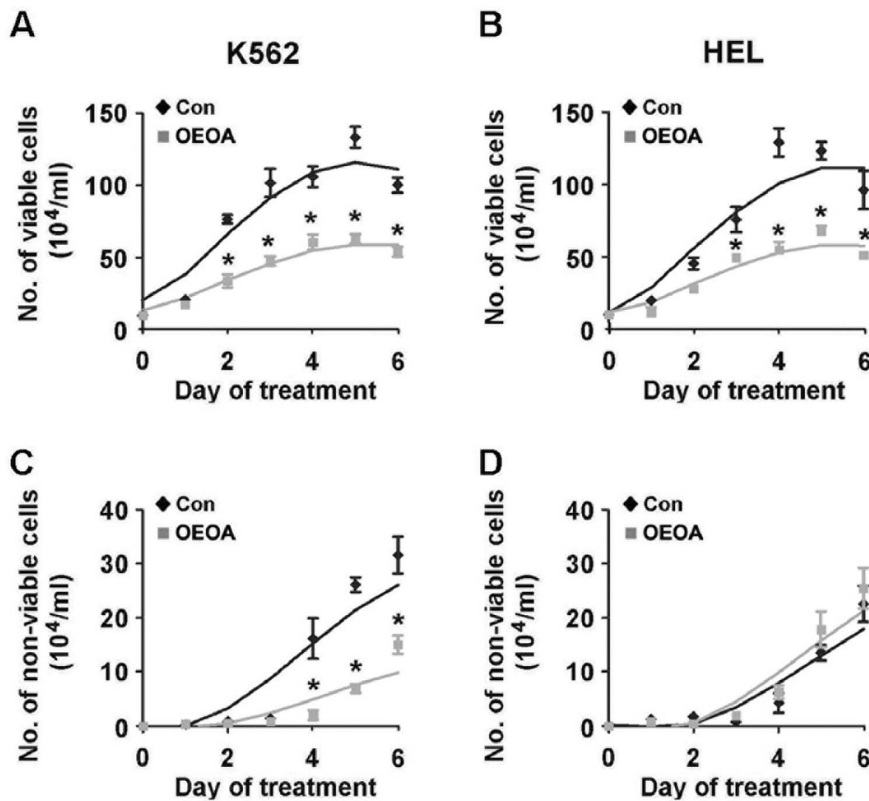 A
K562
No. of viable cells
(10⁴/ml)
150
100
50
0
Con
OEOA
*
*
*
*
*
0
2
4
6
Day of treatment
B
HEL
No. of viable cells
(10⁴/ml)
150
100
50
0
Con
OEOA
*
*
*
*
0
2
4
6
Day of treatment
C
No. of non-viable cells
(10⁴/ml)
40
30
20
10
0
Con
OEOA
*
*
*
0
2
4
6
Day of treatment
D
No. of non-viable cells
(10⁴/ml)
40
30
20
10
0
Con
OEOA
0
2
4
6
Day of treatment